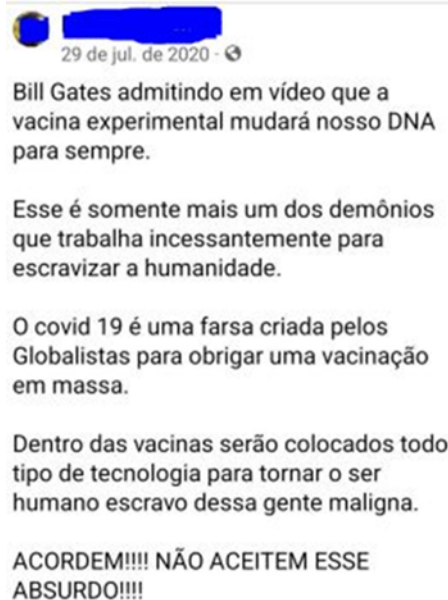 29 de jul. de 2020 ·
Bill Gates admitindo em vídeo que a
vacina experimental mudará nosso DNA
para sempre.
Esse é somente mais um dos demônios
que trabalha incessantemente para
escravizar a humanidade.
O covid 19 é uma farsa criada pelos
Globalistas para obrigar uma vacinação
em massa.
Dentro das vacinas serão colocados todo
tipo de tecnologia para tornar o ser
humano escravo dessa gente maligna.
ACORDEM!!!! NÃO ACEITEM ESSE
ABSURDO!!!!